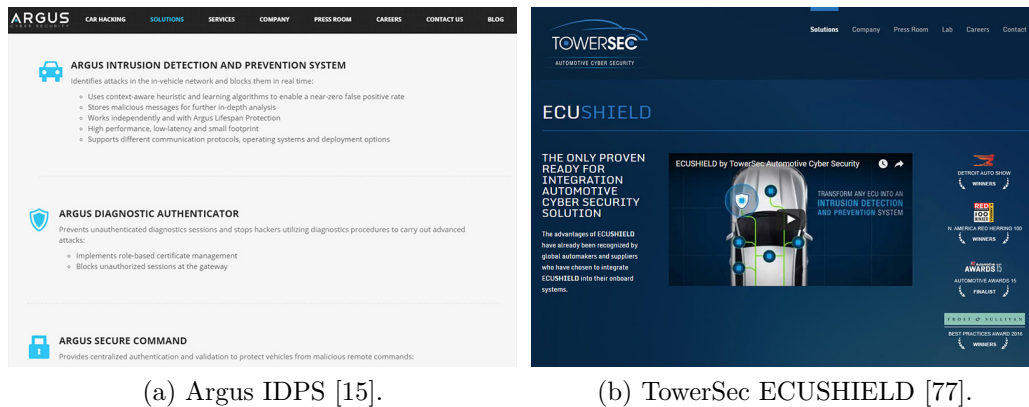 ARGUS
CYBER SECURITY
CAR HACKING
SOLUTIONS
SERVICES
COMPANY
PRESS ROOM
CAREERS
CONTACT US
BLOG
ARGUS INTRUSION DETECTION AND PREVENTION SYSTEM
Identifies attacks in the in-vehicle network and blocks them in real time:
Uses context-aware heuristic and learning algorithms to enable a near-zero false positive rate
Stores malicious messages for further in-depth analysis
Works independently and with Argus Lifespan Protection
High performance, low-latency and small footprint
Supports different communication protocols, operating systems and deployment options
ARGUS DIAGNOSTIC AUTHENTICATOR
Prevents unauthenticated diagnostics sessions and stops hackers utilizing diagnostics procedures to carry out advanced
attacks:
Implements role-based certificate management
Blocks unauthorized sessions at the gateway
ARGUS SECURE COMMAND
Provides centralized authentication and validation to protect vehicles from malicious remote commands:
(a) Argus IDPS [15].
TOWERSEC
AUTOMOTIVE CYBER SECURITY
Solutions
Company
Press Room
Lab
Careers
Contact
ECUSHIELD
THE ONLY PROVEN
READY FOR
INTEGRATION
AUTOMOTIVE
CYBER SECURITY
SOLUTION
The advantages of ECUSHIELD
have already been recognized by
global automakers and suppliers
who have chosen to integrate
ECUSHIELD into their onboard
systems.
ECUSHIELD by TowerSec Automotive Cyber Security
TRANSFORM ANY ECU INTO AN
INTRUSION DETECTION
AND PREVENTION SYSTEM
DETROIT AUTO SHOW
WINNERS
RED
100
N. AMERICA RED HERRING 100
WINNERS
AWARDS 15
AUTOMOTIVE AWARDS 15
FINALIST
FROST & SULLIVAN
BEST PRACTICES AWARD 2016
WINNERS
(b) TowerSec ECUSHIELD [77].